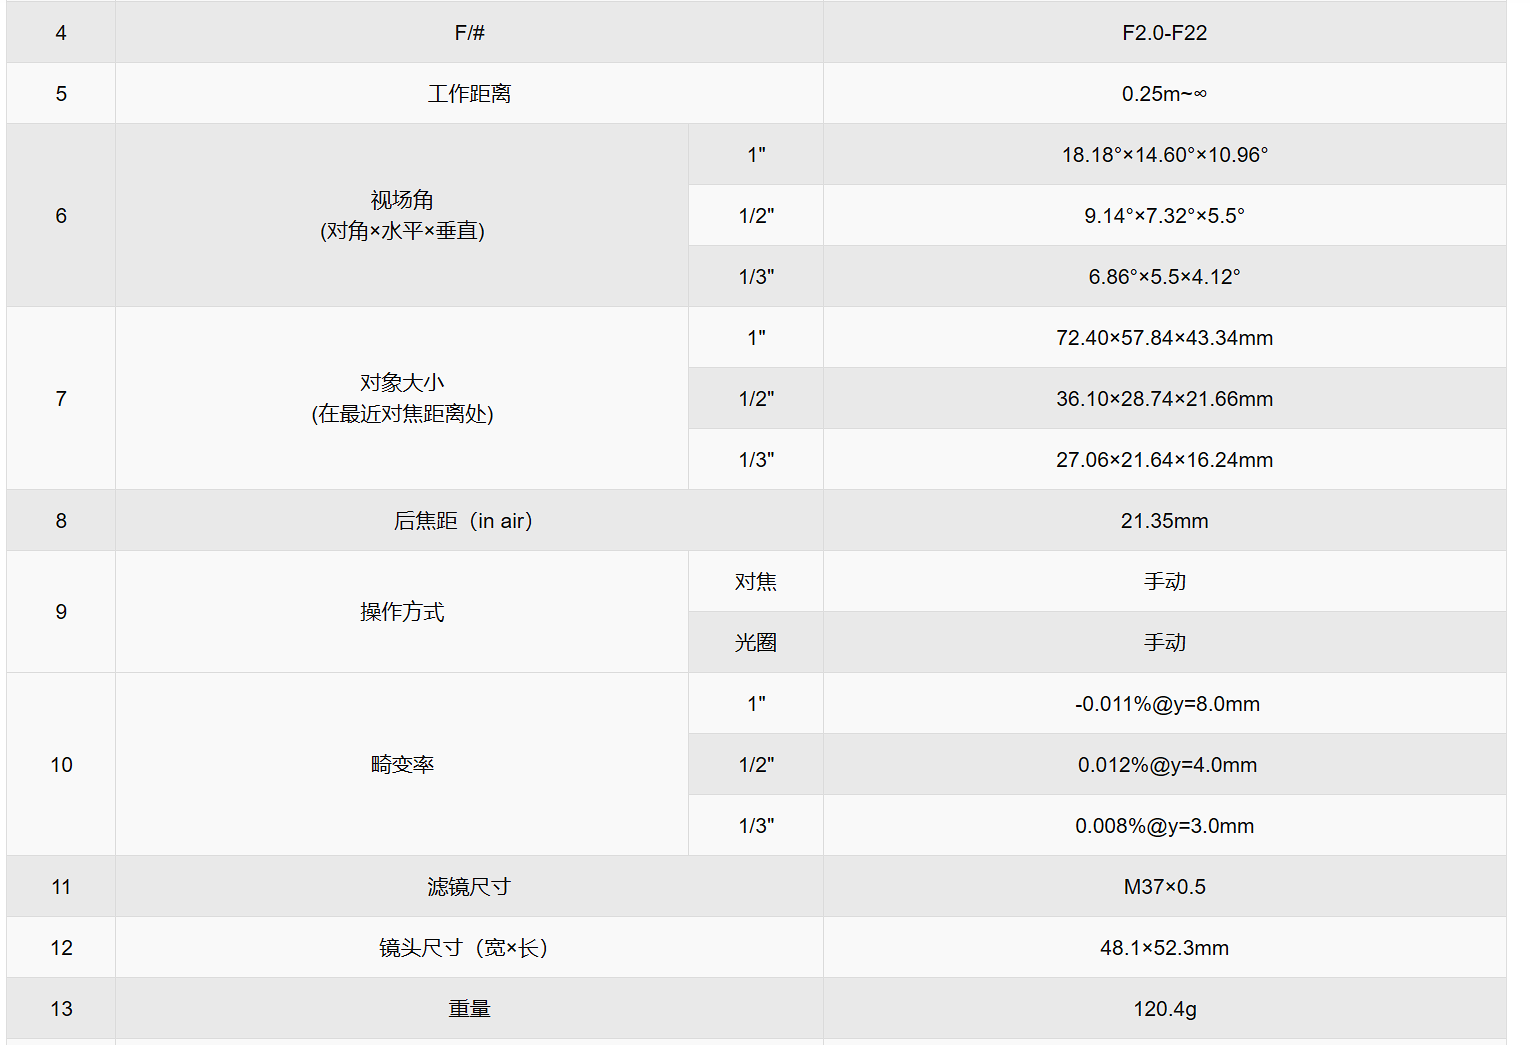 4 F/# F2.0-F22
5 工作距离 0.25m~∞
6 视场角
(对角×水平×垂直)
1" 18.18°×14.60°×10.96°
1/2" 9.14°×7.32°×5.5°
1/3" 6.86°×5.5×4.12°
7 对象大小
(在最近对焦距离处)
1" 72.40×57.84×43.34mm
1/2" 36.10×28.74×21.66mm
1/3" 27.06×21.64×16.24mm
8 后焦距（in air） 21.35mm
9 操作方式
对焦 手动
光圈 手动
10 畸变率
1" -0.011%@y=8.0mm
1/2" 0.012%@y=4.0mm
1/3" 0.008%@y=3.0mm
11 滤镜尺寸 M37×0.5
12 镜头尺寸（宽×长） 48.1×52.3mm
13 重量 120.4g